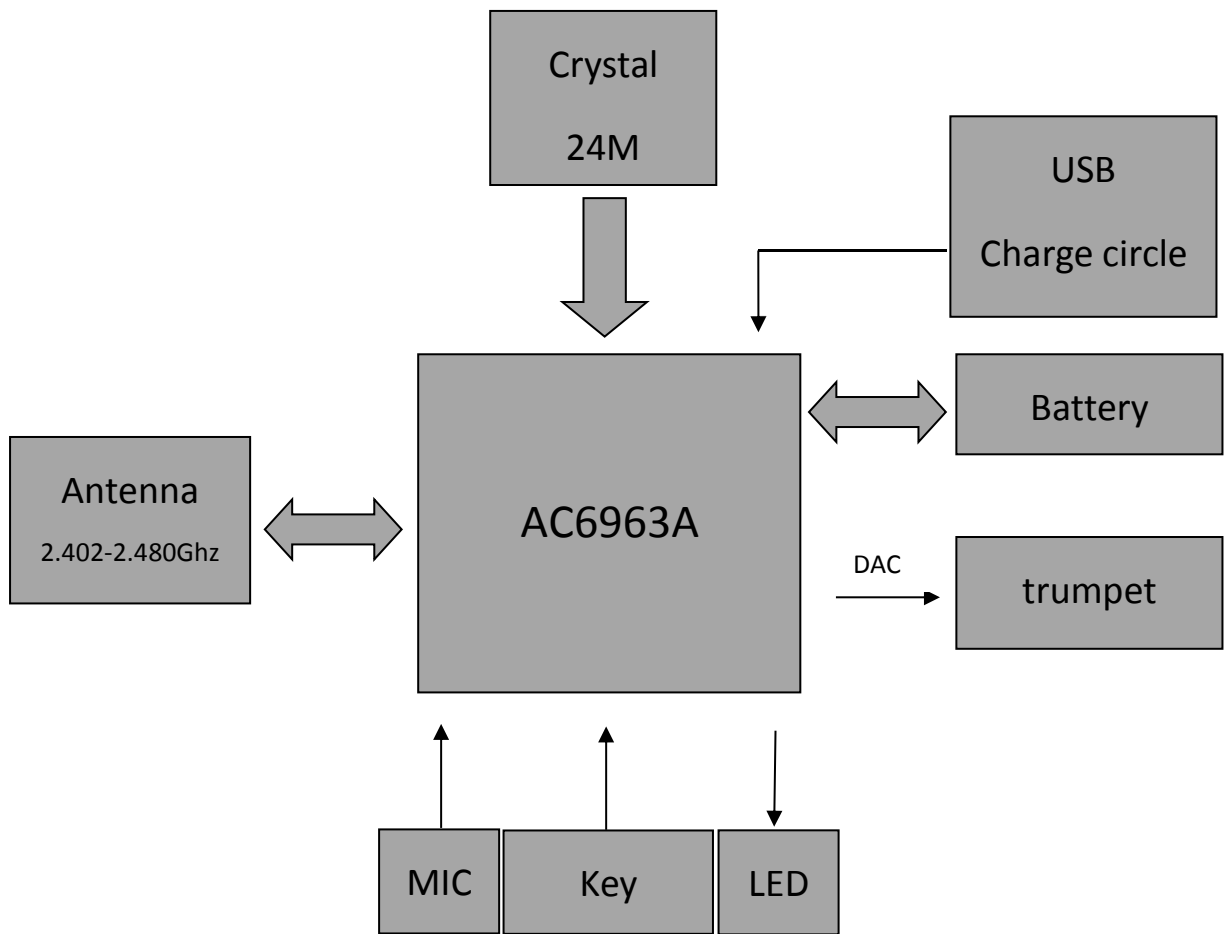 Crystal
24M
USB
Charge circle
Battery
Antenna
2.402-2.480Ghz
AC6963A
DAC
trumpet
MIC
Key
LED